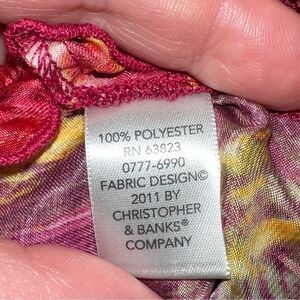 100% POLYESTER
RN 63823
0777-6990
FABRIC DESIGN©
2011 BY
CHRISTOPHER
& BANKS®
COMPANY